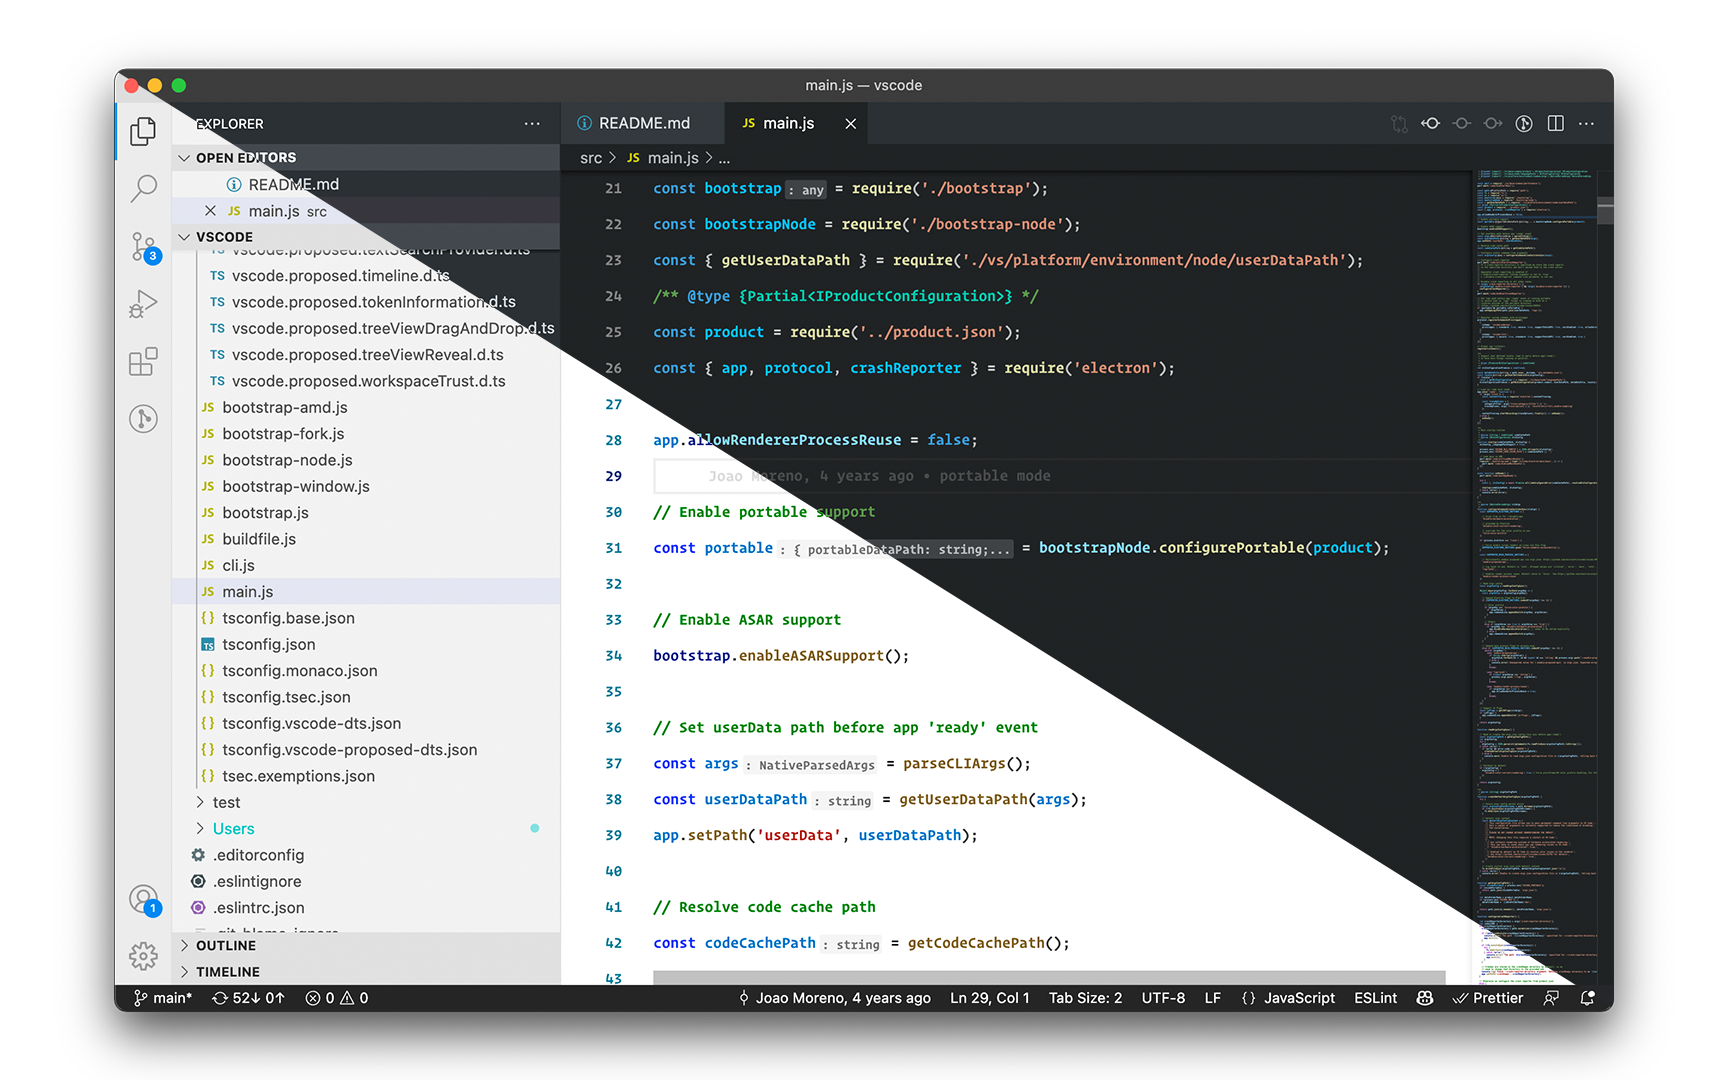 main.js — vscode
EXPLORER
OPEN EDITORS
README.md
JS main.js src
VSCODE
TS vscode.proposed.textSearchProvider.d.ts
TS vscode.proposed.timeline.d.ts
TS vscode.proposed.tokenInformation.d.ts
TS vscode.proposed.treeViewDragAndDrop.d.ts
TS vscode.proposed.treeViewReveal.d.ts
TS vscode.proposed.workspaceTrust.d.ts
JS bootstrap-amd.js
JS bootstrap-fork.js
JS bootstrap-node.js
JS bootstrap-window.js
JS bootstrap.js
JS buildfile.js
JS cli.js
JS main.js
{} tsconfig.base.json
TS tsconfig.json
{} tsconfig.monaco.json
{} tsconfig.tsec.json
{} tsconfig.vscode-dts.json
{} tsconfig.vscode-proposed-dts.json
{} tsec.exemptions.json
test
Users
.editorconfig
.eslintignore
.eslintrc.json
OUTLINE
TIMELINE
3
1
README.md
JS main.js
src > JS main.js > ...
21 const bootstrap : any = require('./bootstrap');
22 const bootstrapNode = require('./bootstrap-node');
23 const { getUserDataPath } = require('./vs/platform/environment/node/userDataPath');
24 /** @type {Partial<IProductConfiguration>} */
25 const product = require('../product.json');
26 const { app, protocol, crashReporter } = require('electron');
27
28 app.allowRendererProcessReuse = false;
29 Joao Moreno, 4 years ago • portable mode
30 // Enable portable support
31 const portable : { portableDataPath: string;... = bootstrapNode.configurePortable(product);
32
33 // Enable ASAR support
34 bootstrap.enableASARSupport();
35
36 // Set userData path before app 'ready' event
37 const args : NativeParsedArgs = parseCLIArgs();
38 const userDataPath : string = getUserDataPath(args);
39 app.setPath('userData', userDataPath);
40
41 // Resolve code cache path
42 const codeCachePath : string = getCodeCachePath();
43
main* 52↓ 0↑ 0 0 Joao Moreno, 4 years ago Ln 29, Col 1 Tab Size: 2 UTF-8 LF {} JavaScript ESLint Prettier